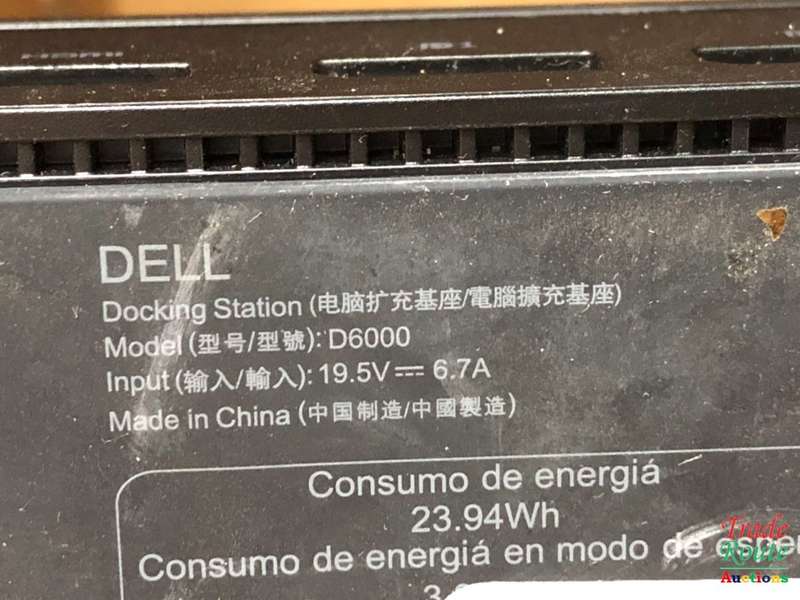 DELL
Docking Station (电脑扩充基座/電腦擴充基座)
Model (型号/型號): D6000
Input (输入/輸入): 19.5V⎓ 6.7A
Made in China (中国制造/中國製造)
Consumo de energiá
23.94Wh
Consumo de energiá en modo de
Trade
Route
Auctions